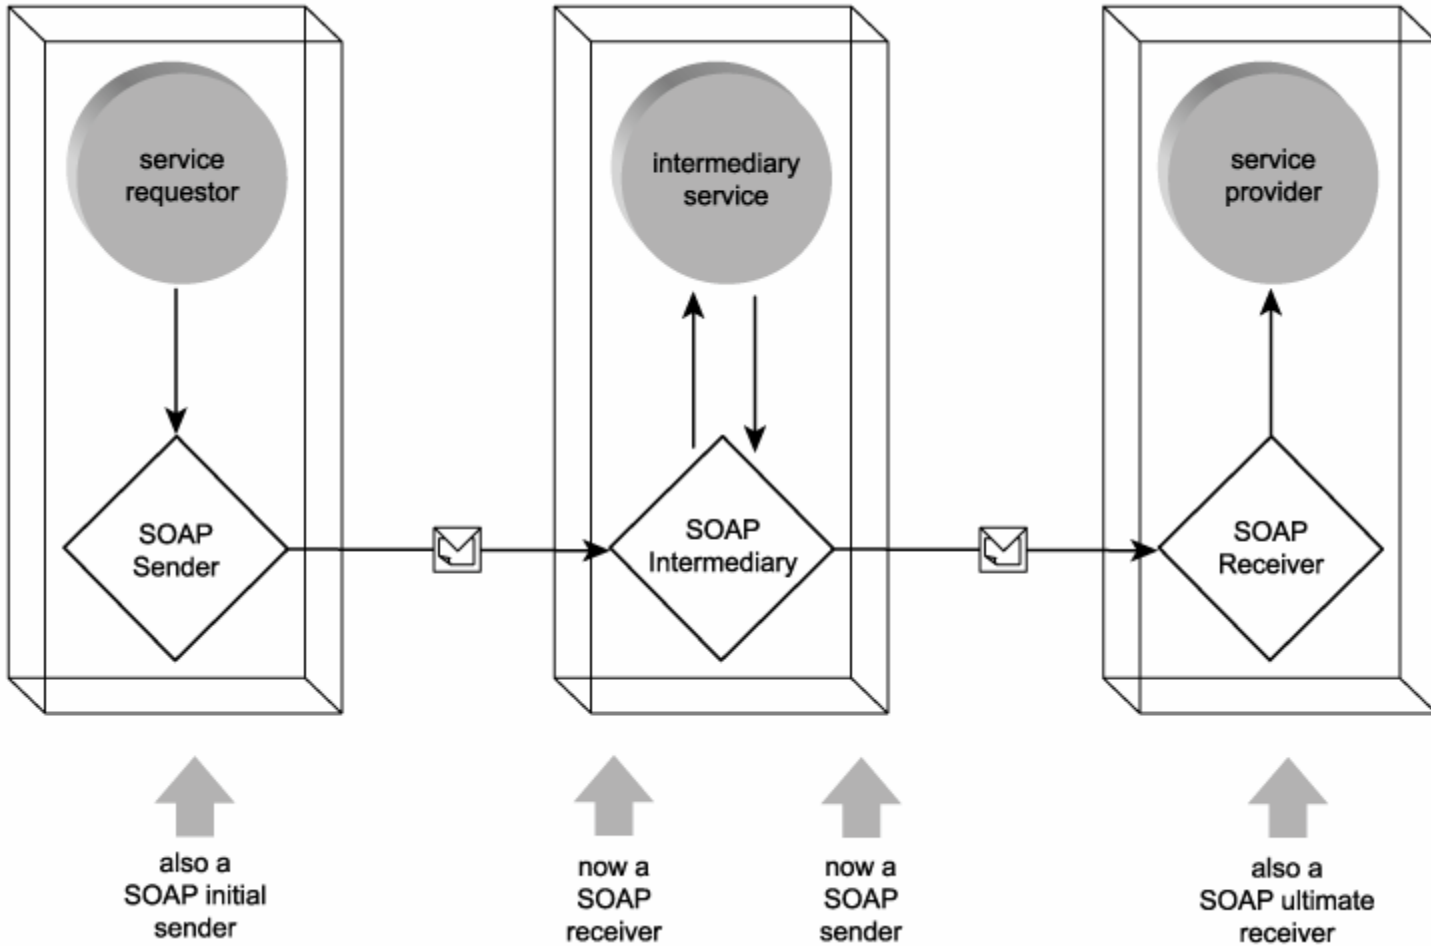 service
requestor
intermediary
service
service
provider
SOAP
Sender
SOAP
Intermediary
SOAP
Receiver
also a
SOAP initial
sender
now a
SOAP
receiver
now a
SOAP
sender
also a
SOAP ultimate
receiver